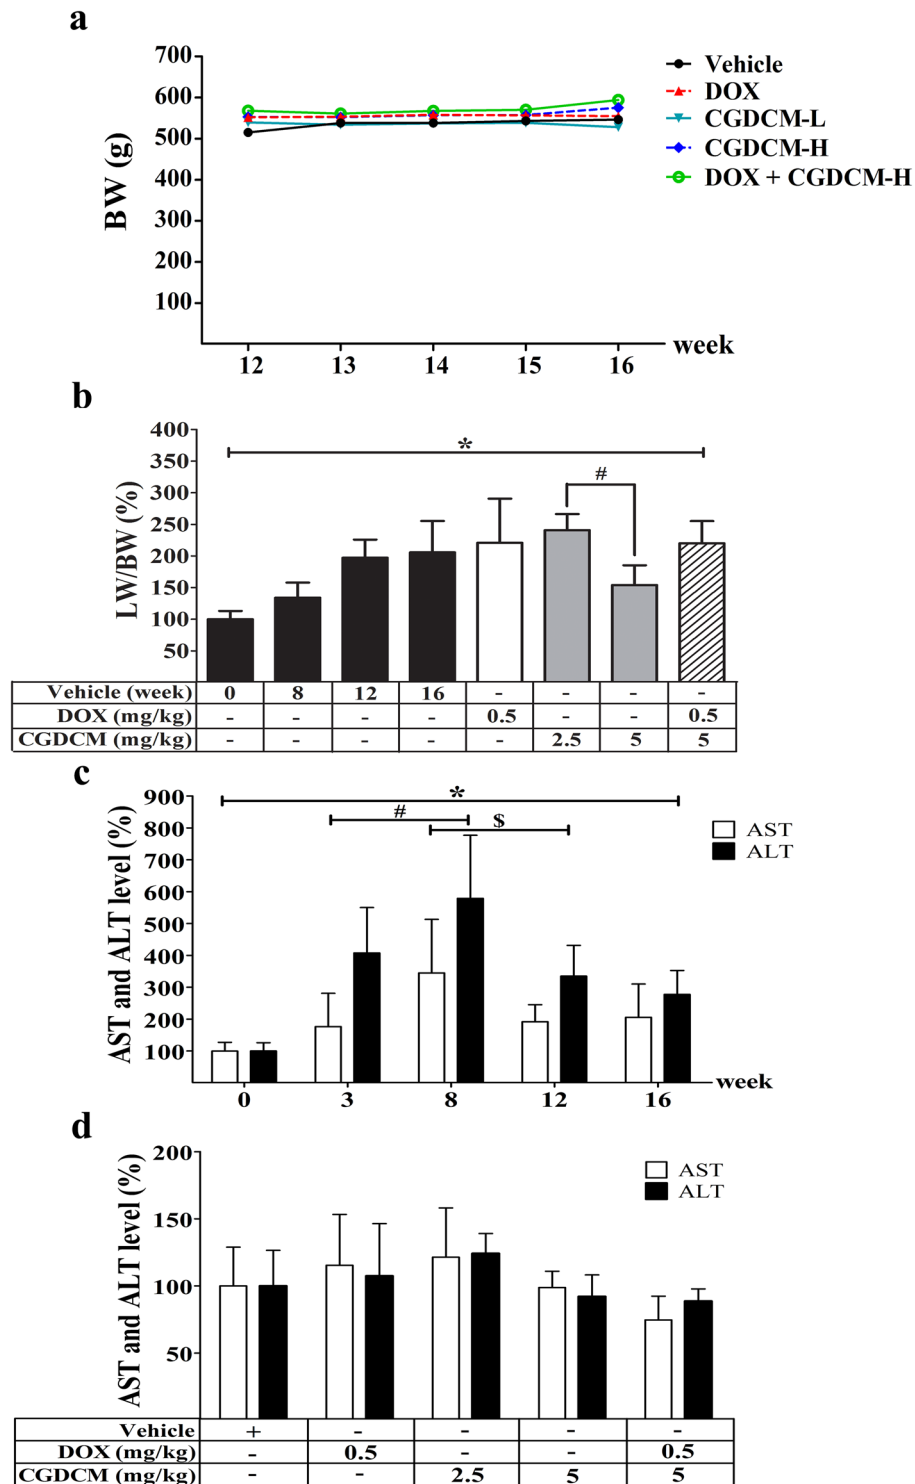 a
700
600
500
400
300
200
100
BW (g)
12 13 14 15 16
week
Vehicle
DOX
CGDCM-L
CGDCM-H
DOX + CGDCM-H
b
400
350
300
250
200
150
100
50
LW/BW (%)
*
#
Vehicle (week) 0 8 12 16 - - - -
DOX (mg/kg) - - - - 0.5 - - 0.5
CGDCM (mg/kg) - - - - - 2.5 5 5
c
900
800
700
600
500
400
300
200
100
AST and ALT level (%)
*
#
$
AST
ALT
0 3 8 12 16
week
d
200
150
100
50
AST and ALT level (%)
AST
ALT
Vehicle + - - - -
DOX (mg/kg) - 0.5 - - 0.5
CGDCM (mg/kg) - - 2.5 5 5